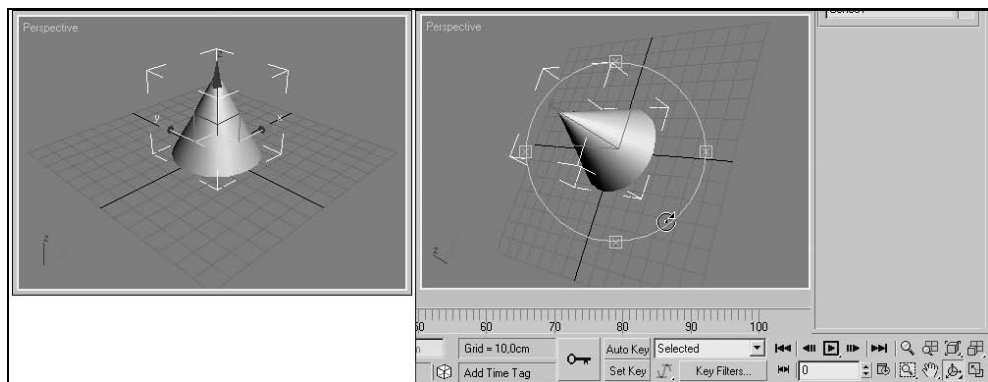 Perspective
z
y x
z
Perspective
z
60 70 80 90 100
Grid = 10,0cm
Auto Key Selected
Add Time Tag
Set Key Key Filters... 0